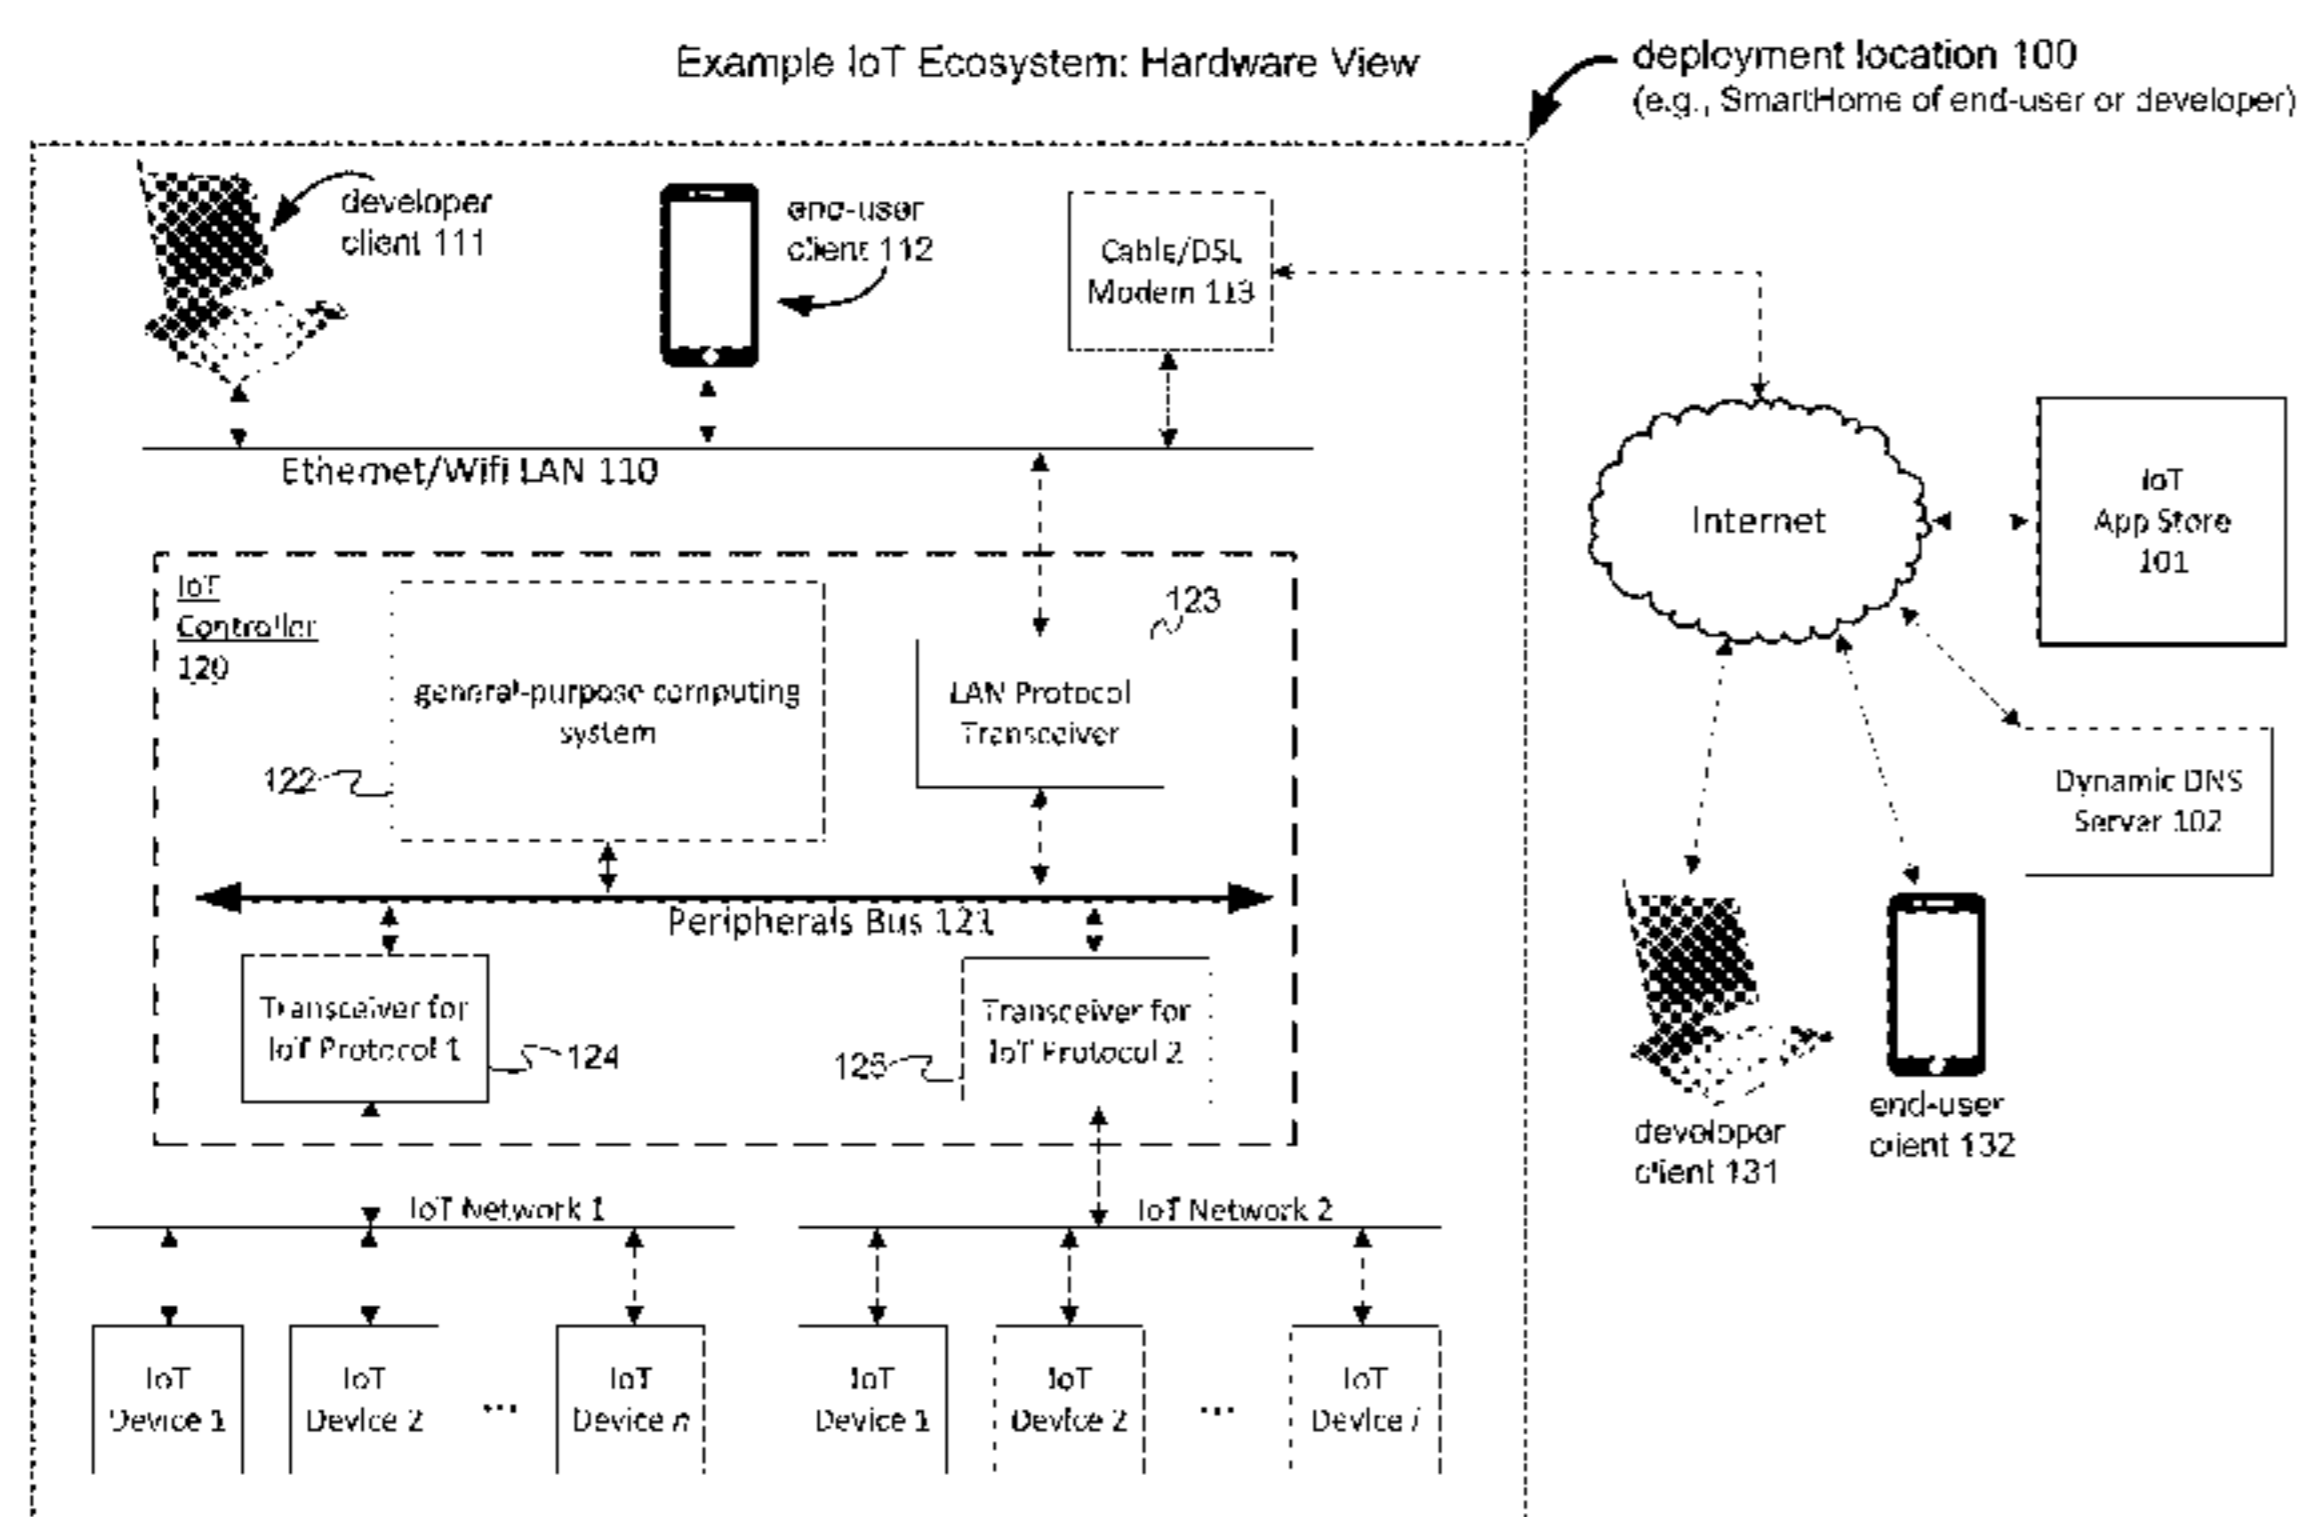 Example IoT Ecosystem: Hardware View
deployment location 100
(e.g., SmartHome of end-user or developer)
developer
client 111
end-user
client 112
Cable/DSL
Modem 113
Ethernet/Wifi LAN 110
Internet
IoT
App Store
101
IoT
Controller
120
general-purpose computing
system
122
123
LAN Protocol
Transceiver
Dynamic DNS
Server 102
Peripherals Bus 121
Transceiver for
IoT Protocol 1
124
Transceiver for
IoT Protocol 2
125
developer
client 131
end-user
client 132
IoT Network 1
IoT Network 2
IoT
Device 1
IoT
Device 2
...
IoT
Device n
IoT
Device 1
IoT
Device 2
...
IoT
Device i